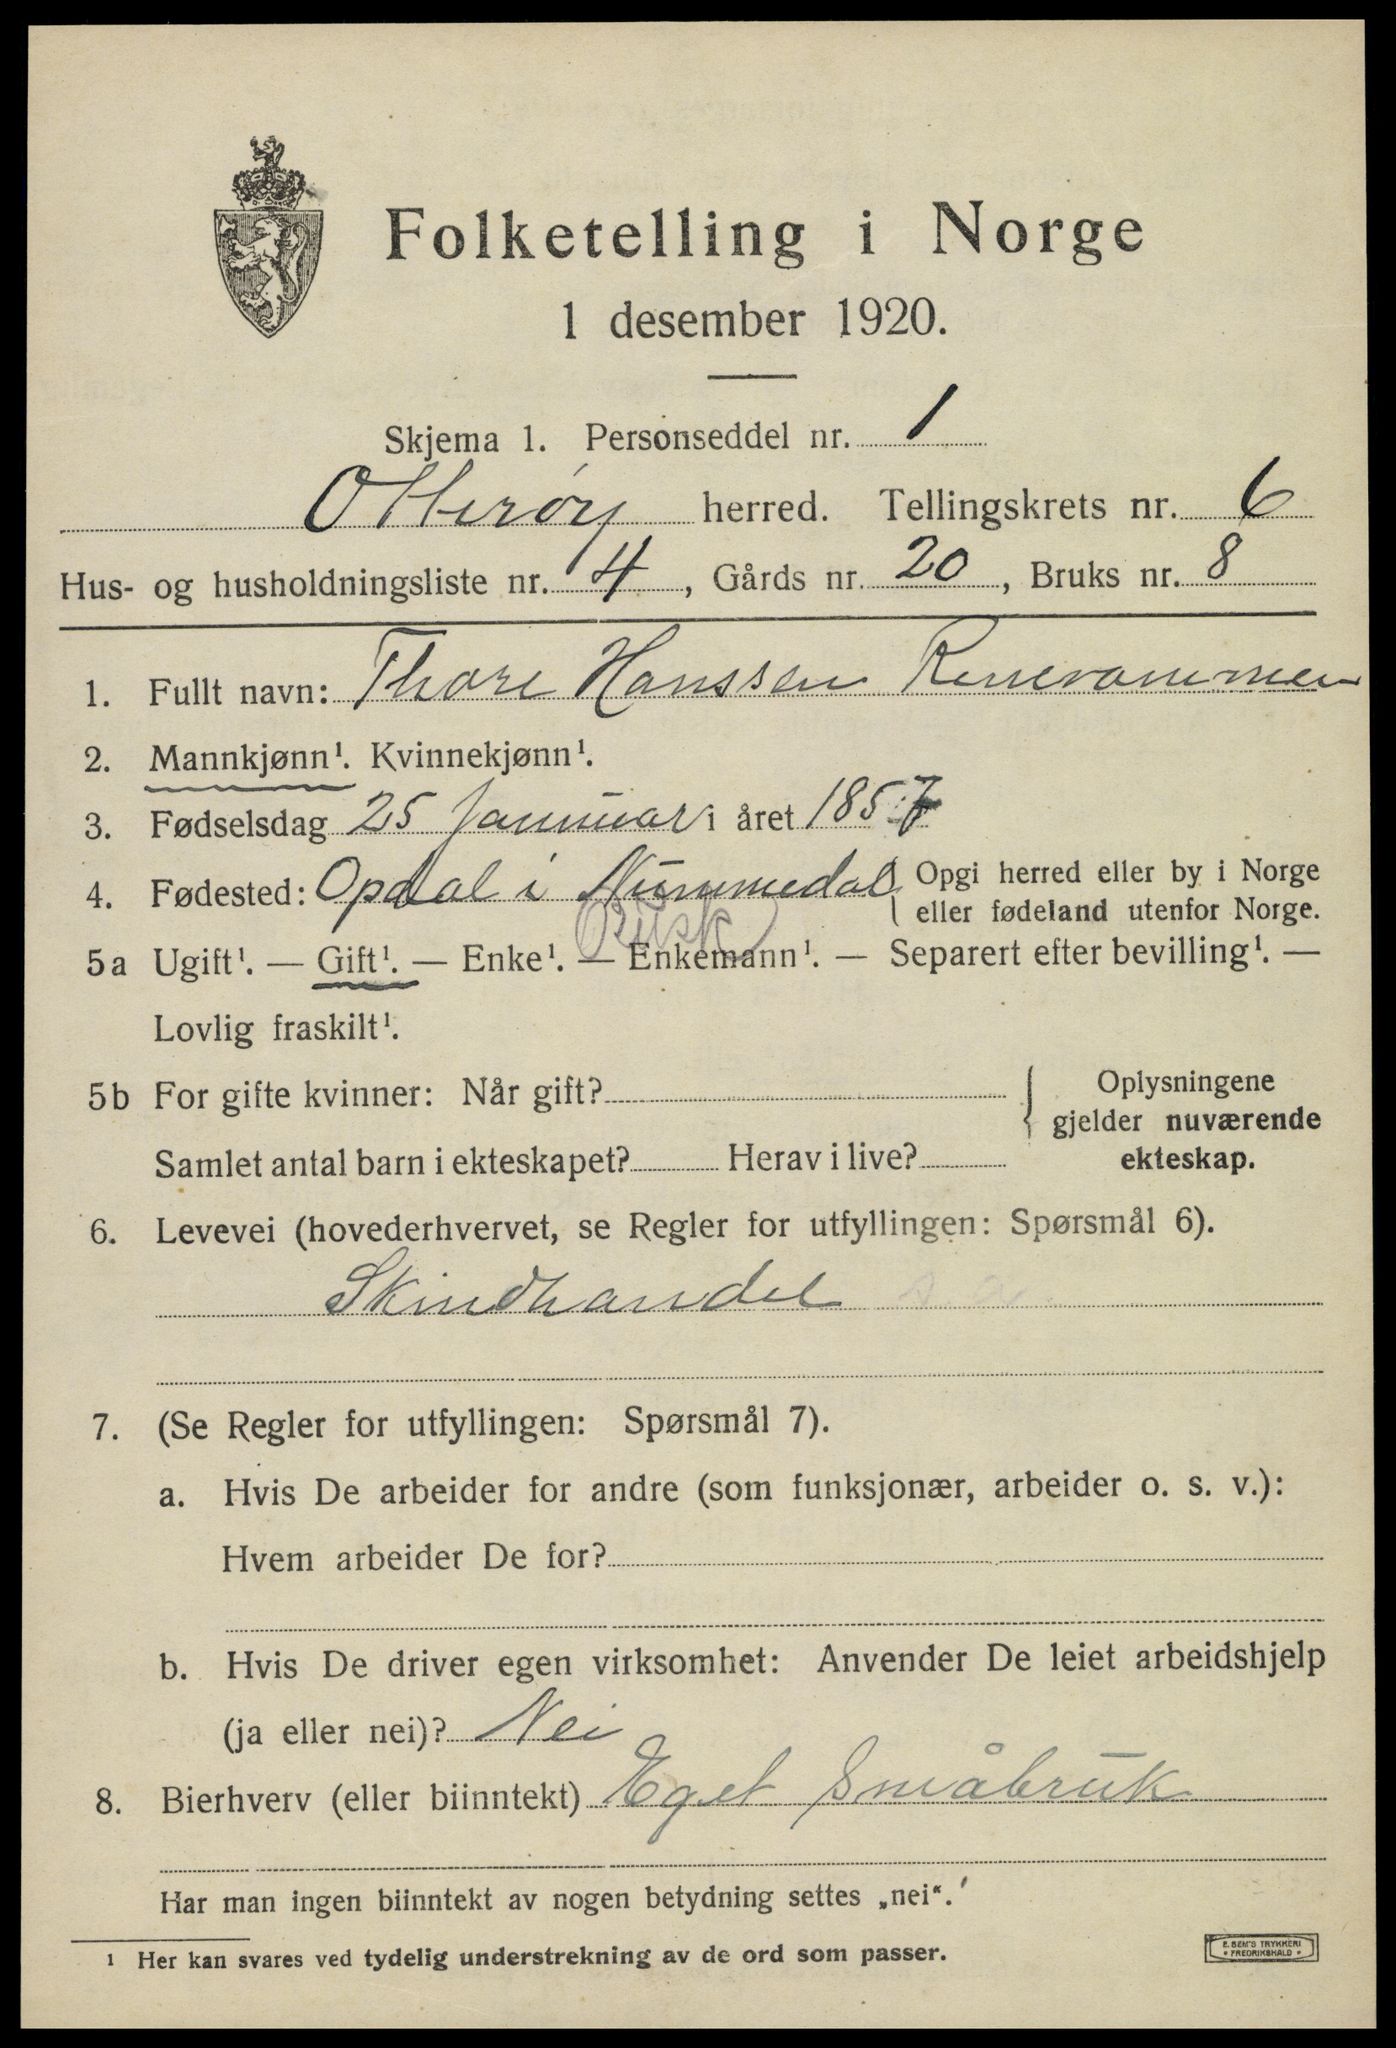 Folketelling i Norge
1 desember 1920.
Skjema 1. Personseddel nr. 1
Otterøy herred. Tellingskrets nr. 6
Hus- og husholdningsliste nr. 4, Gårds nr. 20, Bruks nr. 8
1. Fullt navn: Thore Hanssen
2. Mannkjønn¹. Kvinnekjønn¹.
3. Fødselsdag 25 Januar i året 1857
4. Fødested: Opdal i Nummedal { Opgi herred eller by i Norge
eller fødeland utenfor Norge.
5a Ugift¹. — Gift¹. — Enke¹. — Enkemann¹. — Separert efter bevilling¹. —
Lovlig fraskilt¹.
5b For gifte kvinner: Når gift? { Oplysningene
gjelder nuværende
ekteskap.
Samlet antal barn i ekteskapet? Herav i live?
6. Levevei (hovederhvervet, se Regler for utfyllingen: Spørsmål 6).
Skindhandel
7. (Se Regler for utfyllingen: Spørsmål 7).
a. Hvis De arbeider for andre (som funksjonær, arbeider o. s. v.):
Hvem arbeider De for?
b. Hvis De driver egen virksomhet: Anvender De leiet arbeidshjelp
(ja eller nei)? Nei
8. Bierhverv (eller biinntekt) Eget Småbruk
Har man ingen biinntekt av nogen betydning settes „nei“.
¹ Her kan svares ved tydelig understrekning av de ord som passer.
E. SEM'S TRYKKERI
FREDRIKSHALD